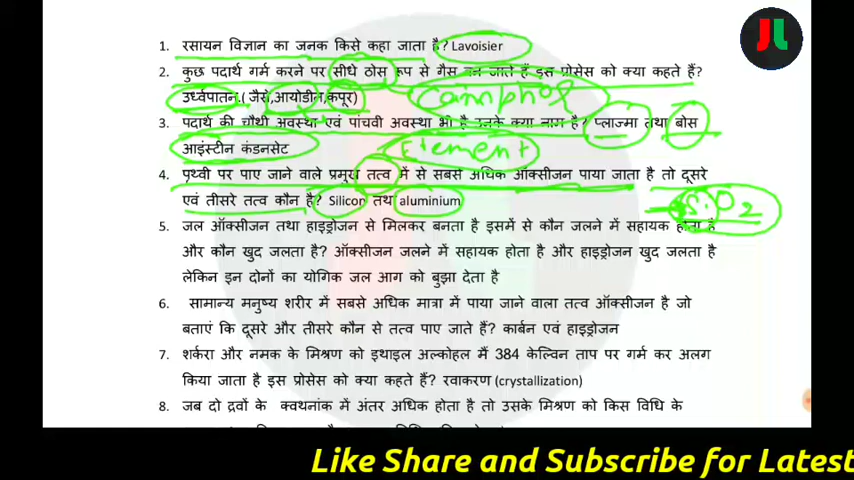 1. रसायन विज्ञान का जनक किसे कहा जाता है? Lavoisier
2. कुछ पदार्थ गर्म करने पर सीधे ठोस रूप से गैस बन जाते हैं इस प्रोसेस को क्या कहते हैं?
उर्ध्वपातन,( जैसे,आयोडीन,कपूर)
camphor
3. पदार्थ की चौथी अवस्था एवं पांचवी अवस्था भी है उनके क्या नाम है? प्लाज्मा तथा बोस
आइंस्टीन कंडनसेट
Element
4. पृथ्वी पर पाए जाने वाले प्रमुख तत्व में से सबसे अधिक ऑक्सीजन पाया जाता है तो दूसरे
एवं तीसरे तत्व कौन है? Silicon तथ aluminium
SiO2
5. जल ऑक्सीजन तथा हाइड्रोजन से मिलकर बनता है इसमें से कौन जलने में सहायक होता है
और कौन खुद जलता है? ऑक्सीजन जलने में सहायक होता है और हाइड्रोजन खुद जलता है
लेकिन इन दोनों का योगिक जल आग को बुझा देता है
6. सामान्य मनुष्य शरीर में सबसे अधिक मात्रा में पाया जाने वाला तत्व ऑक्सीजन है जो
बताएं कि दूसरे और तीसरे कौन से तत्व पाए जाते हैं? कार्बन एवं हाइड्रोजन
7. शर्करा और नमक के मिश्रण को इथाइल अल्कोहल में 384 केल्विन ताप पर गर्म कर अलग
किया जाता है इस प्रोसेस को क्या कहते हैं? रवाकरण (crystallization)
8. जब दो द्रवों के क्वथनांक में अंतर अधिक होता है तो उसके मिश्रण को किस विधि के
Like Share and Subscribe for Latest